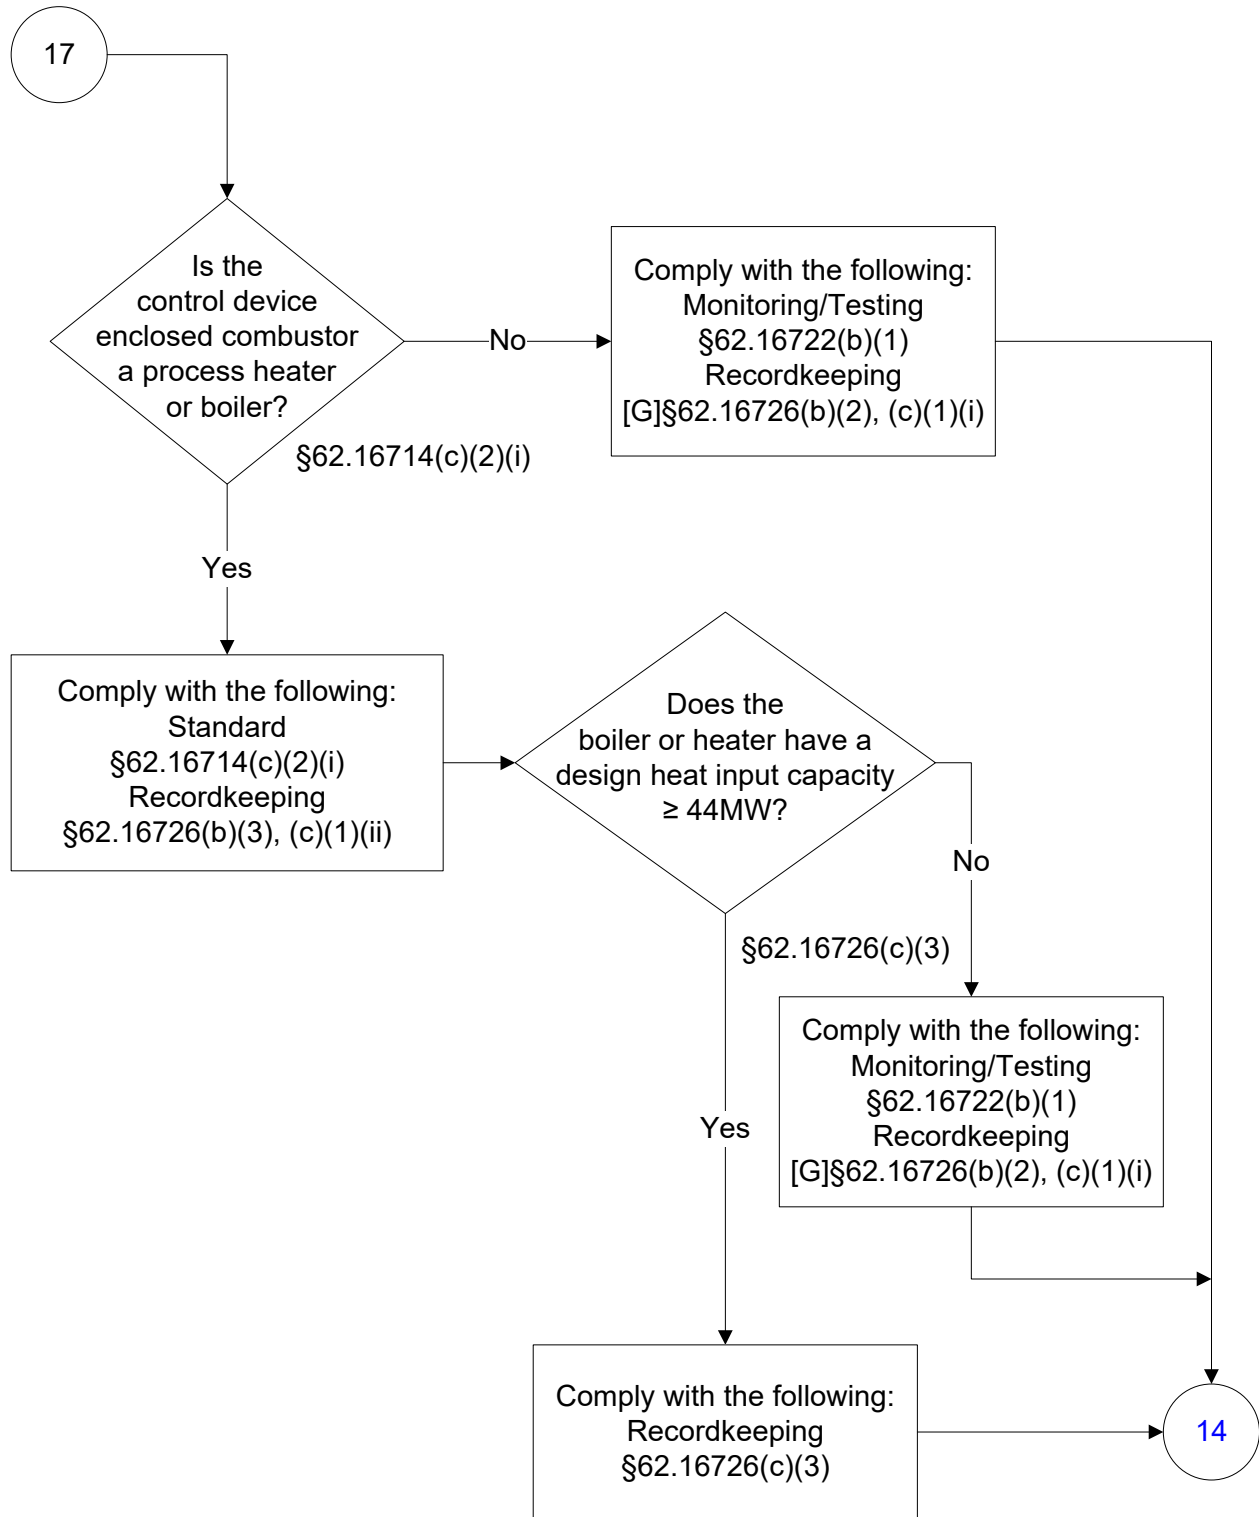 17
Is the
control device
enclosed combustor
a process heater
or boiler?
§62.16714(c)(2)(i)
No
Comply with the following:
Monitoring/Testing
§62.16722(b)(1)
Recordkeeping
[G]§62.16726(b)(2), (c)(1)(i)
Yes
Comply with the following:
Standard
§62.16714(c)(2)(i)
Recordkeeping
§62.16726(b)(3), (c)(1)(ii)
Does the
boiler or heater have a
design heat input capacity
≥ 44MW?
§62.16726(c)(3)
No
Comply with the following:
Monitoring/Testing
§62.16722(b)(1)
Recordkeeping
[G]§62.16726(b)(2), (c)(1)(i)
Yes
Comply with the following:
Recordkeeping
§62.16726(c)(3)
14